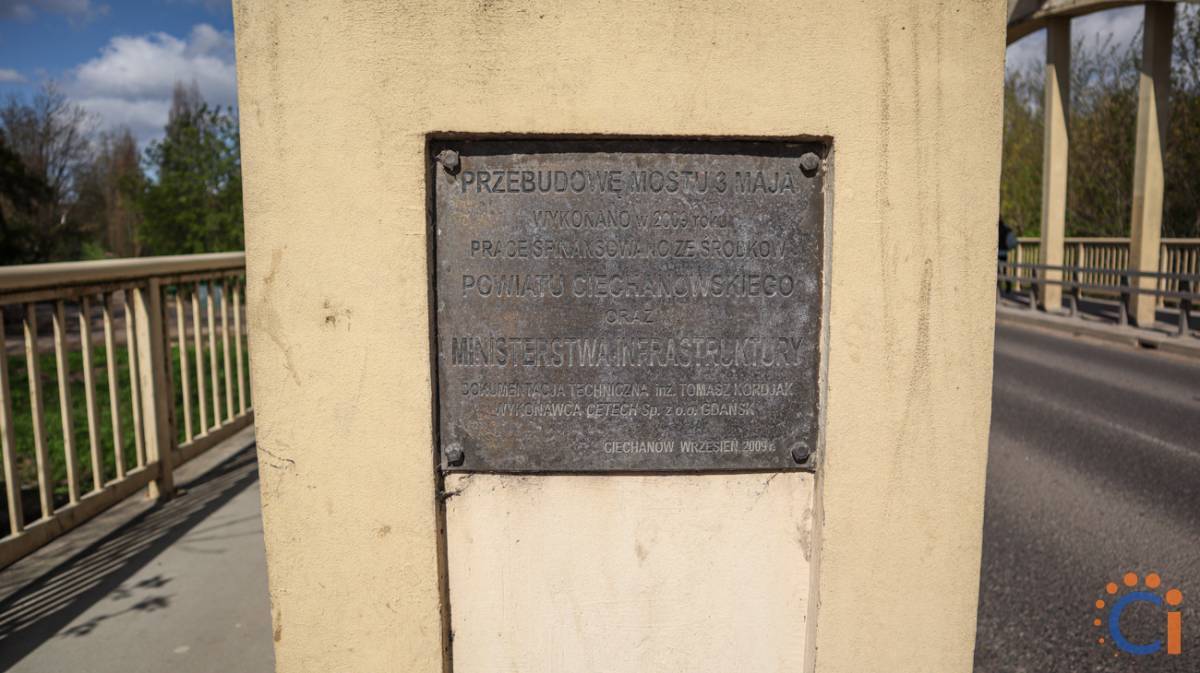 PRZEBUDOWĘ MOSTU 3 MAJA
WYKONANO w 2009 roku
PRACE SFINANSOWANO ZE ŚRODKÓW
POWIATU CIECHANOWSKIEGO
ORAZ
MINISTERSTWA INFRASTRUKTURY
DOKUMENTACJA TECHNICZNA inż. TOMASZ KORDJAK
WYKONAWCA CETECH Sp. z o.o. GDAŃSK
CIECHANÓW WRZESIEŃ 2009 r.
Ci